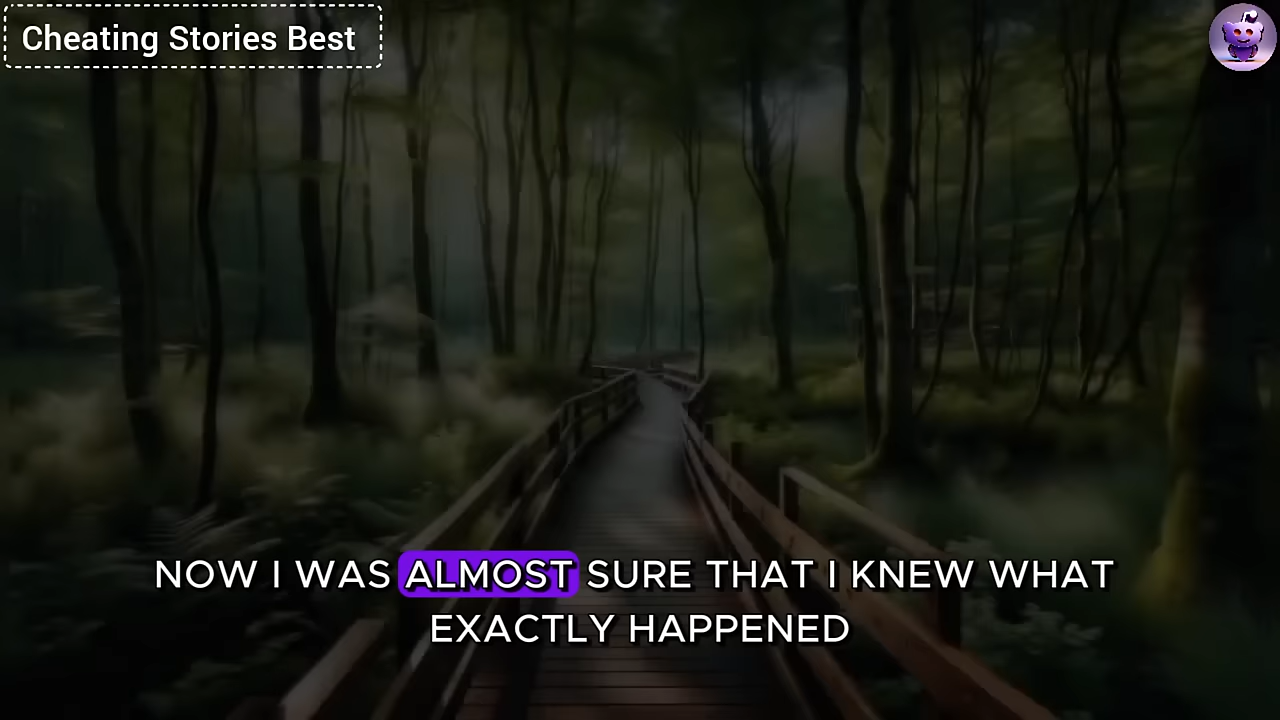 Cheating Stories Best
NOW I WAS ALMOST SURE THAT I KNEW WHAT
EXACTLY HAPPENED